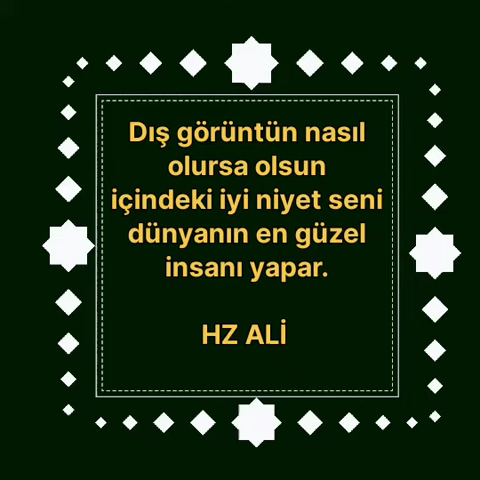 Dış görüntün nasıl
olursa olsun
içindeki iyi niyet seni
dünyanın en güzel
insanı yapar.
HZ ALİ